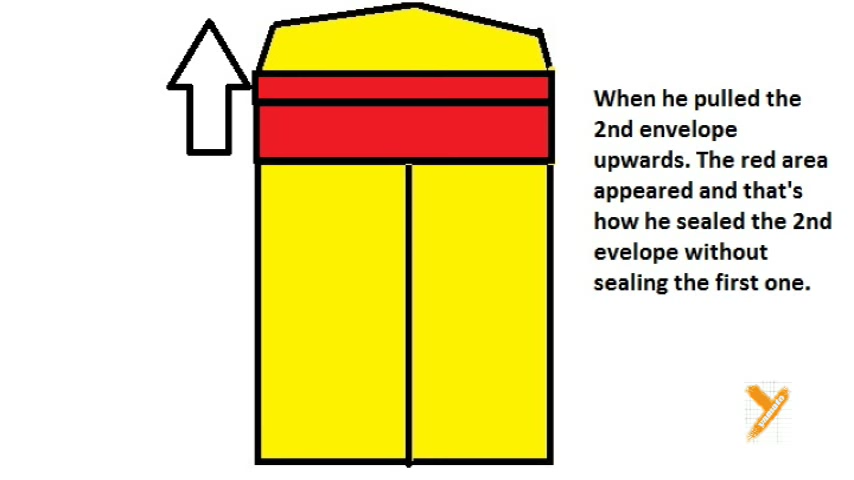 When he pulled the
2nd envelope
upwards. The red area
appeared and that's
how he sealed the 2nd
evelope without
sealing the first one.
yamato